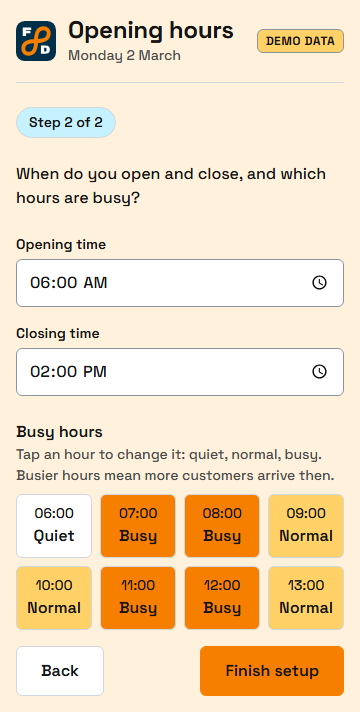 F
D
Opening hours
Monday 2 March
DEMO DATA
Step 2 of 2
When do you open and close, and which
hours are busy?
Opening time
06:00 AM
Closing time
02:00 PM
Busy hours
Tap an hour to change it: quiet, normal, busy.
Busier hours mean more customers arrive then.
06:00 07:00 08:00 09:00
Quiet Busy Busy Normal
10:00 11:00 12:00 13:00
Normal Busy Busy Normal
Back Finish setup